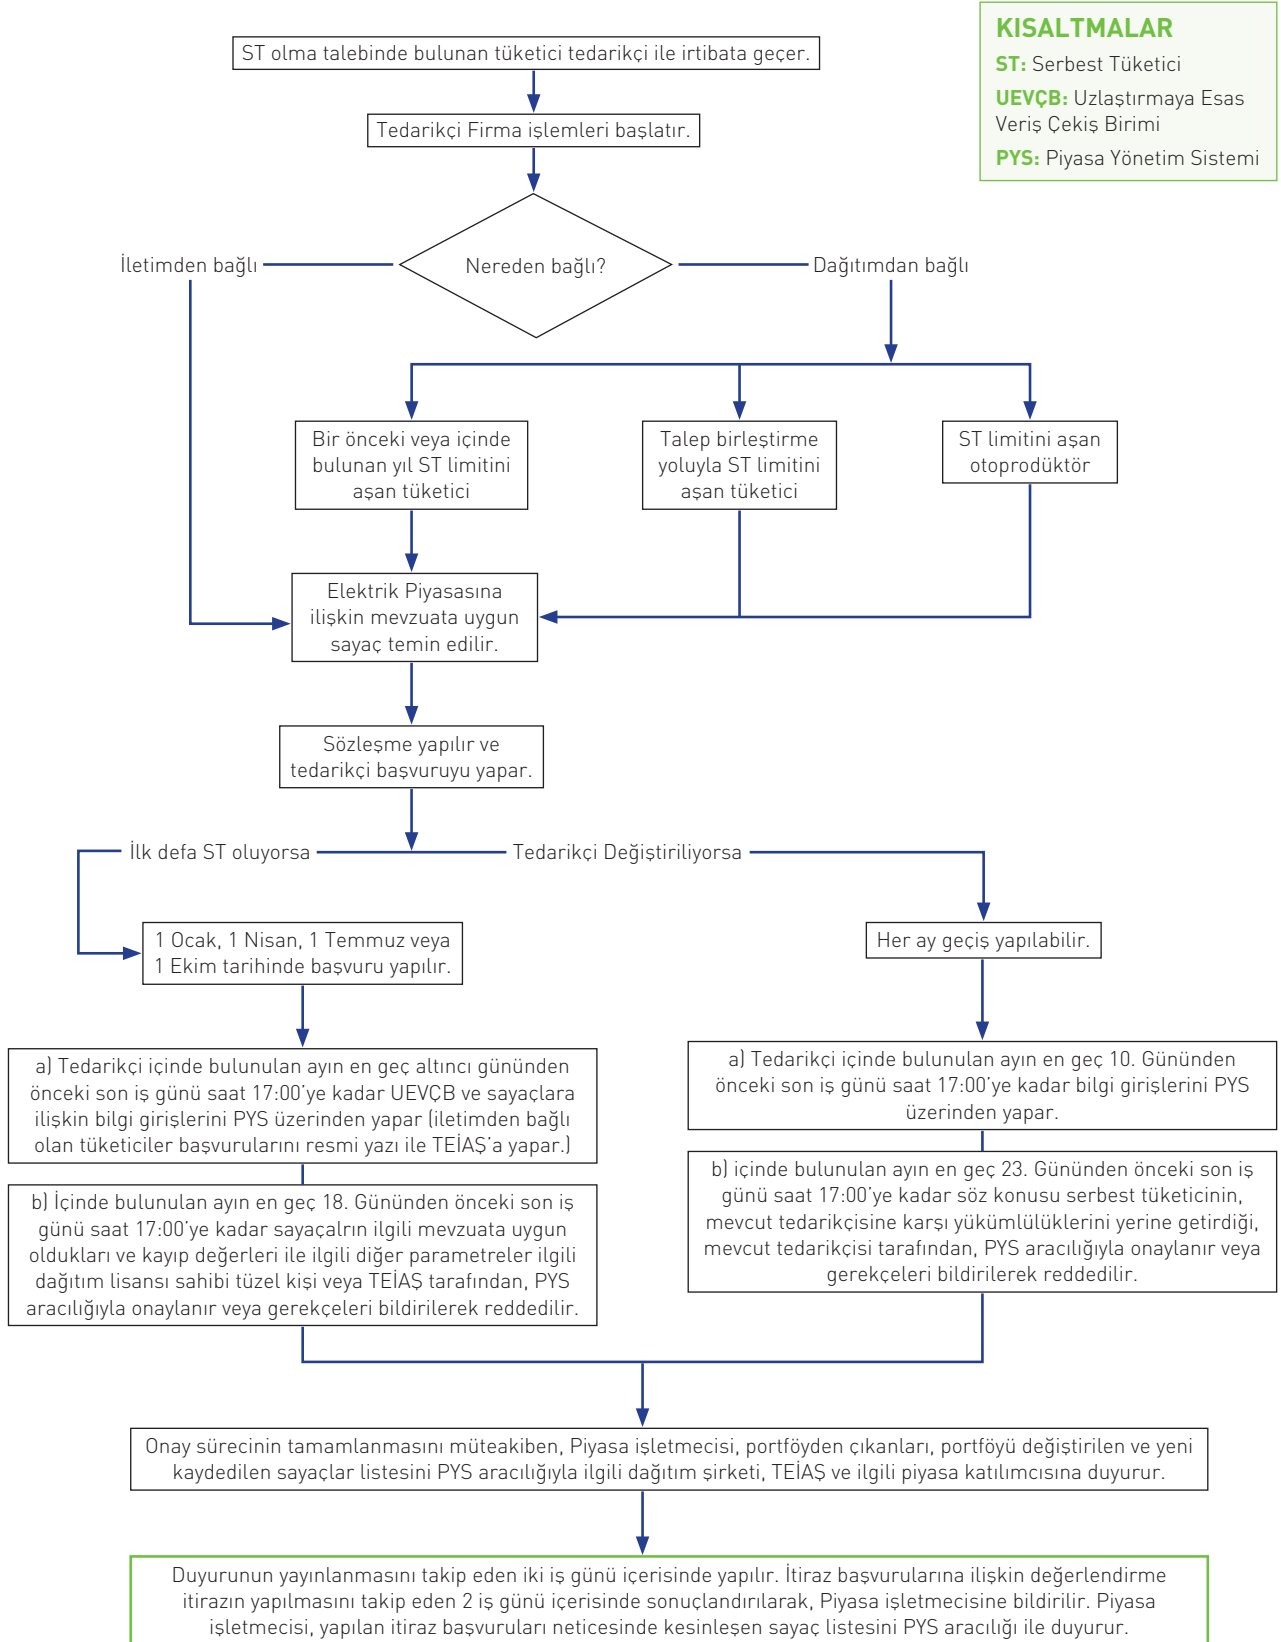 KISALTMALAR
ST: Serbest Tüketici
UEVÇB: Uzlaştırmaya Esas
Veriş Çekiş Birimi
PYS: Piyasa Yönetim Sistemi
ST olma talebinde bulunan tüketici tedarikçi ile irtibata geçer.
Tedarikçi Firma işlemleri başlatır.
İletimden bağlı
Nereden bağlı?
Dağıtımdan bağlı
Bir önceki veya içinde
bulunan yıl ST limitini
aşan tüketici
Talep birleştirme
yoluyla ST limitini
aşan tüketici
ST limitini aşan
otoprodüktör
Elektrik Piyasasına
ilişkin mevzuata uygun
sayaç temin edilir.
Sözleşme yapılır ve
tedarikçi başvuruyu yapar.
İlk defa ST oluyorsa
Tedarikçi Değiştiriliyorsa
1 Ocak, 1 Nisan, 1 Temmuz veya
1 Ekim tarihinde başvuru yapılır.
Her ay geçiş yapılabilir.
a) Tedarikçi içinde bulunulan ayın en geç altıncı gününden
önceki son iş günü saat 17:00'ye kadar UEVÇB ve sayaçlara
ilişkin bilgi girişlerini PYS üzerinden yapar (iletimden bağlı
olan tüketiciler başvurularını resmi yazı ile TEİAŞ'a yapar.)
a) Tedarikçi içinde bulunulan ayın en geç 10. Gününden
önceki son iş günü saat 17:00'ye kadar bilgi girişlerini PYS
üzerinden yapar.
b) İçinde bulunulan ayın en geç 18. Gününden önceki son iş
günü saat 17:00'ye kadar sayaçalrın ilgili mevzuata uygun
oldukları ve kayıp değerleri ile ilgili diğer parametreler ilgili
dağıtım lisansı sahibi tüzel kişi veya TEİAŞ tarafından, PYS
aracılığıyla onaylanır veya gerekçeleri bildirilerek reddedilir.
b) içinde bulunulan ayın en geç 23. Gününden önceki son iş
günü saat 17:00'ye kadar söz konusu serbest tüketicinin,
mevcut tedarikçisine karşı yükümlülüklerini yerine getirdiği,
mevcut tedarikçisi tarafından, PYS aracılığıyla onaylanır veya
gerekçeleri bildirilerek reddedilir.
Onay sürecinin tamamlanmasını müteakiben, Piyasa işletmecisi, portföyden çıkanları, portföyü değiştirilen ve yeni
kaydedilen sayaçlar listesini PYS aracılığıyla ilgili dağıtım şirketi, TEİAŞ ve ilgili piyasa katılımcısına duyurur.
Duyurunun yayınlanmasını takip eden iki iş günü içerisinde yapılır. İtiraz başvurularına ilişkin değerlendirme
itirazın yapılmasını takip eden 2 iş günü içerisinde sonuçlandırılarak, Piyasa işletmecisine bildirilir. Piyasa
işletmecisi, yapılan itiraz başvuruları neticesinde kesinleşen sayaç listesini PYS aracılığı ile duyurur.